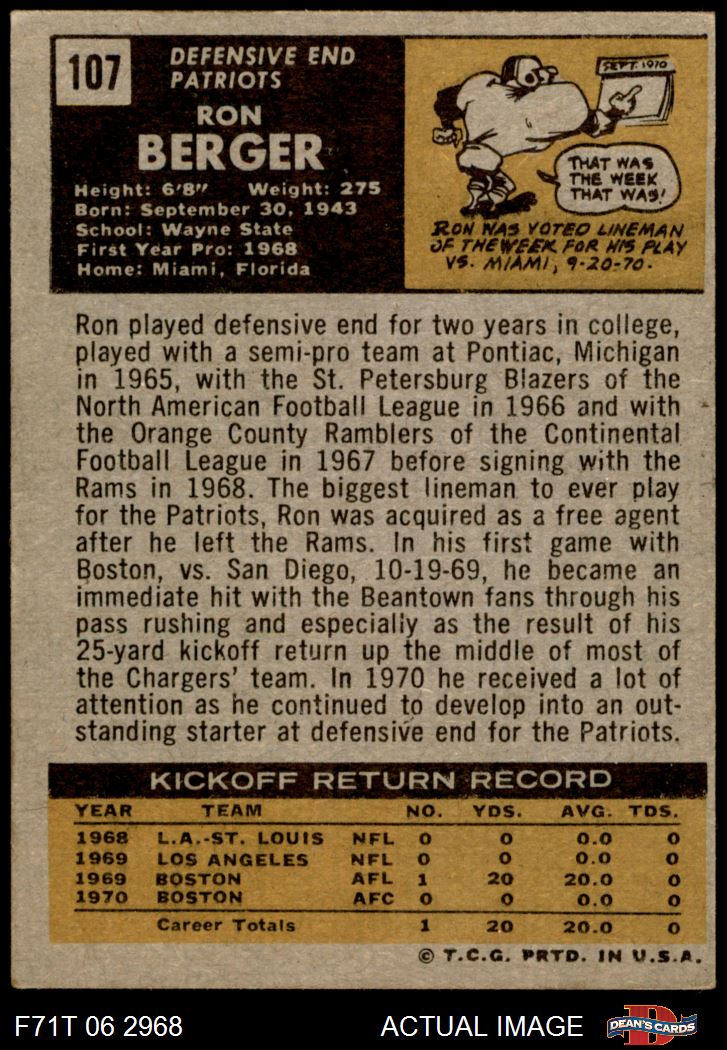 107
DEFENSIVE END
PATRIOTS
RON
BERGER
Height: 6'8" Weight: 275
Born: September 30, 1943
School: Wayne State
First Year Pro: 1968
Home: Miami, Florida
SEPT. 1970
THAT WAS
THE WEEK
THAT WAS!
RON WAS VOTED LINEMAN
OF THE WEEK FOR HIS PLAY
VS. MIAMI, 9-20-70.
Ron played defensive end for two years in college,
played with a semi-pro team at Pontiac, Michigan
in 1965, with the St. Petersburg Blazers of the
North American Football League in 1966 and with
the Orange County Ramblers of the Continental
Football League in 1967 before signing with the
Rams in 1968. The biggest lineman to ever play
for the Patriots, Ron was acquired as a free agent
after he left the Rams. In his first game with
Boston, vs. San Diego, 10-19-69, he became an
immediate hit with the Beantown fans through his
pass rushing and especially as the result of his
25-yard kickoff return up the middle of most of
the Chargers' team. In 1970 he received a lot of
attention as he continued to develop into an out-
standing starter at defensive end for the Patriots.
KICKOFF RETURN RECORD
YEAR TEAM NO. YDS. AVG. TDS.
1968 L.A.-ST. LOUIS NFL 0 0 0.0 0
1969 LOS ANGELES NFL 0 0 0.0 0
1969 BOSTON AFL 1 20 20.0 0
1970 BOSTON AFC 0 0 0.0 0
Career Totals 1 20 20.0 0
© T.C.G. PRTD. IN U.S.A.
F71T 06 2968 ACTUAL IMAGE
D
DEAN'S CARDS